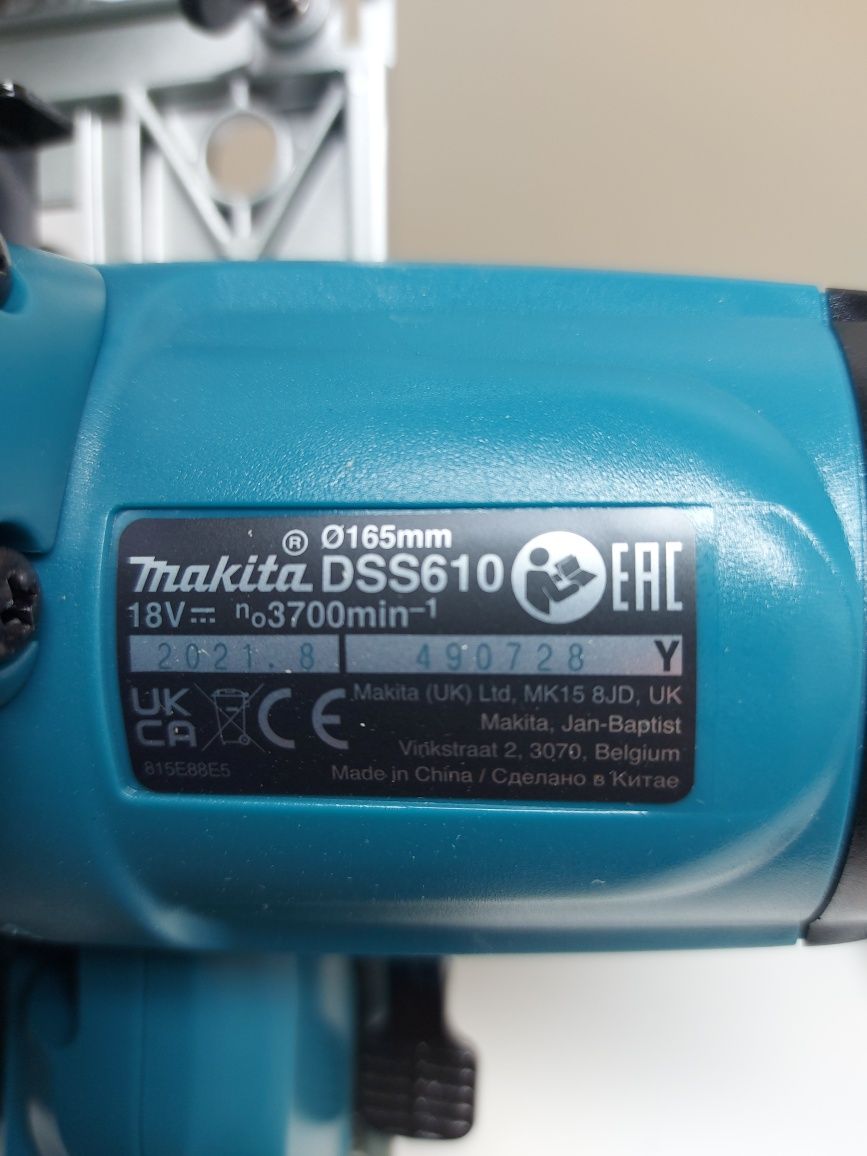 ® Ø165mm
makita DSS610 EAC
18V⎓ n₀3700min⁻¹
2021.8 490728 Y
UK
CA CE
Makita (UK) Ltd, MK15 8JD, UK
Makita, Jan-Baptist
Vinkstraat 2, 3070, Belgium
815E88E5
Made in China / Сделано в Китае